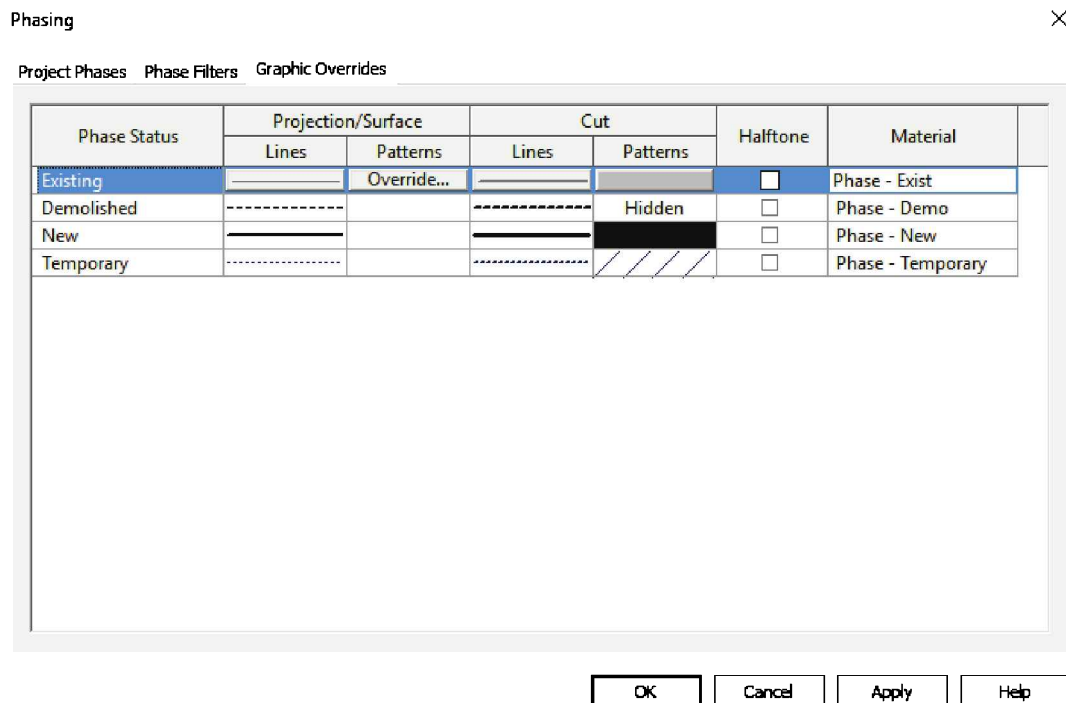 Phasing
Project Phases Phase Filters Graphic Overrides
Phase Status Projection/Surface Cut Halftone Material
Lines Patterns Lines Patterns
Existing Override... Phase - Exist
Demolished Hidden Phase - Demo
New Phase - New
Temporary Phase - Temporary
OK Cancel Apply Help